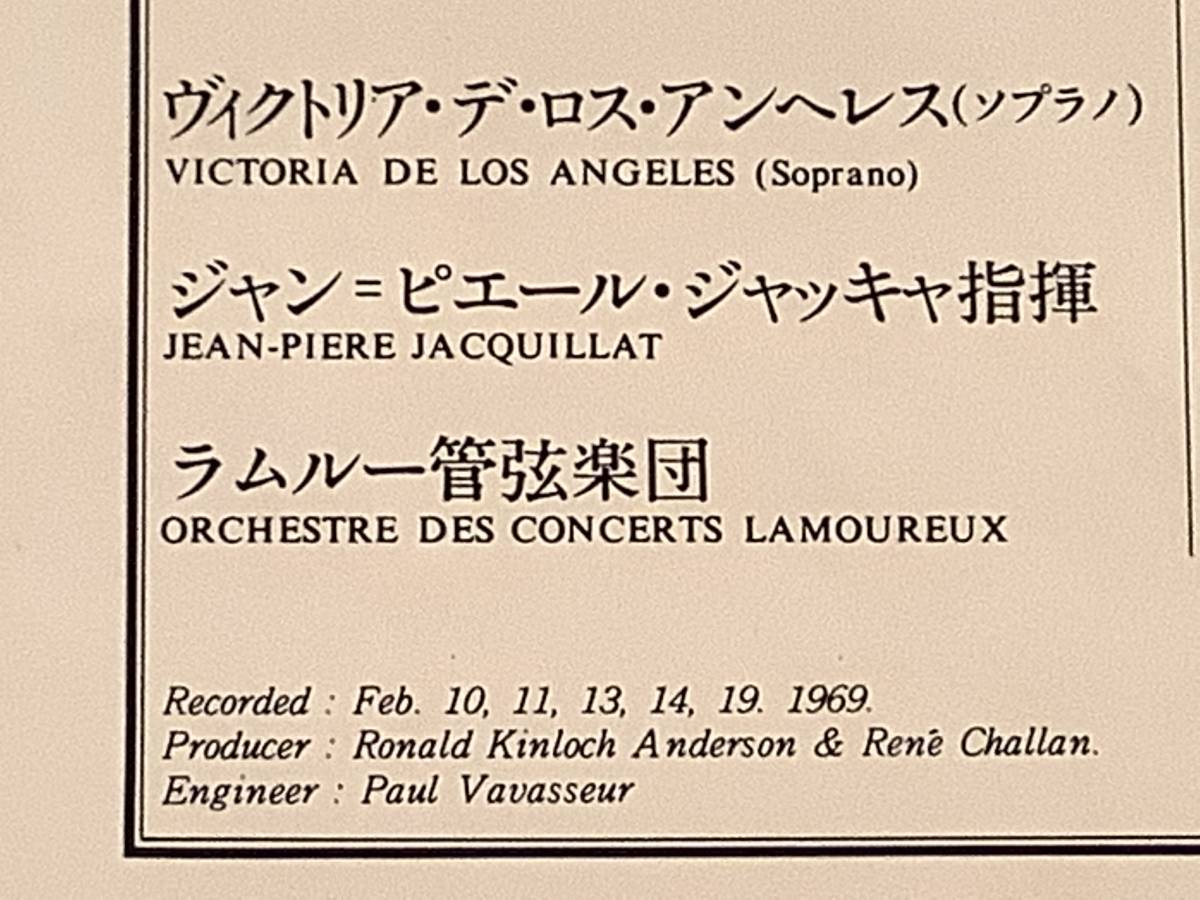 ヴィクトリア・デ・ロス・アンヘレス(ソプラノ)
VICTORIA DE LOS ANGELES (Soprano)
ジャン＝ピエール・ジャッキャ指揮
JEAN-PIERE JACQUILLAT
ラムルー管弦楽団
ORCHESTRE DES CONCERTS LAMOUREUX
Recorded : Feb. 10, 11, 13, 14, 19. 1969.
Producer : Ronald Kinloch Anderson & René Challan.
Engineer : Paul Vavasseur